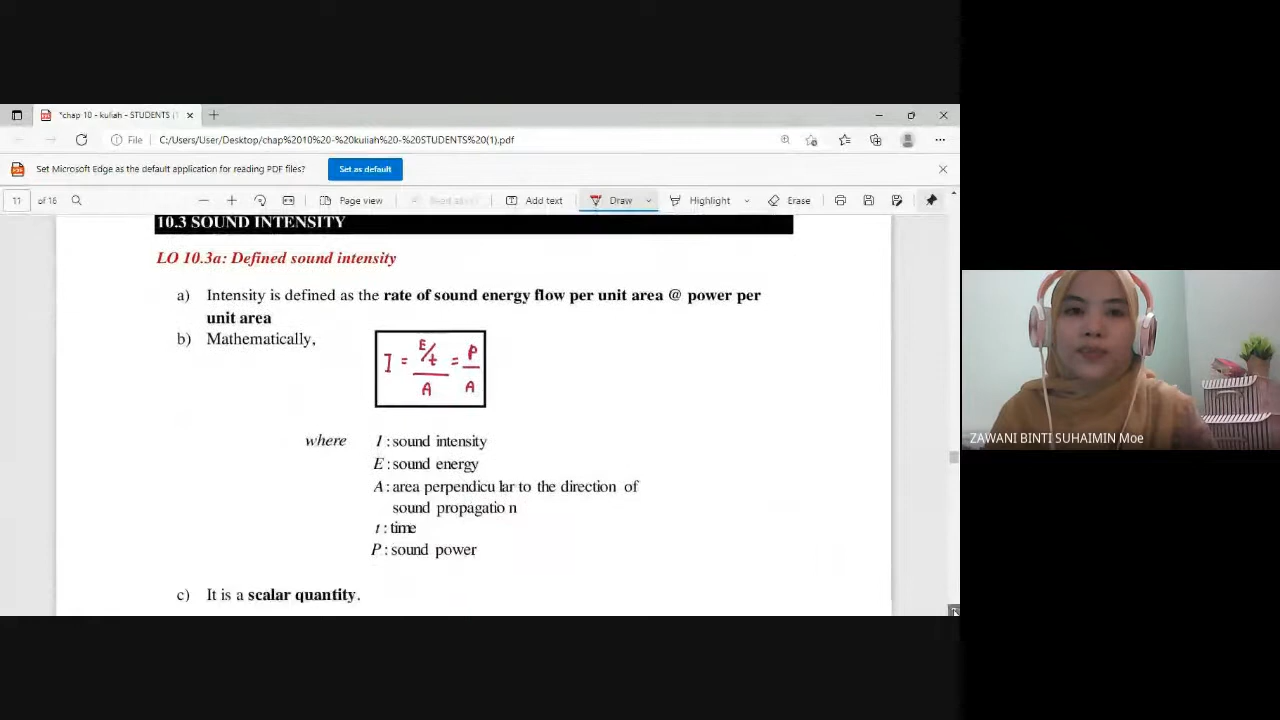 *chap 10 - kuliah - STUDENTS (1
File C:/Users/User/Desktop/chap%2010%20-%20kuliah%20-%20STUDENTS%20(1).pdf
Set Microsoft Edge as the default application for reading PDF files? Set as default
11 of 16 Page view Read aloud Add text Draw Highlight Erase
10.3 SOUND INTENSITY
LO 10.3a: Defined sound intensity
a) Intensity is defined as the rate of sound energy flow per unit area @ power per
unit area
b) Mathematically,
I = E/t / A = P / A
where I : sound intensity
E : sound energy
A : area perpendicu lar to the direction of
sound propagatio n
t : time
P : sound power
c) It is a scalar quantity.
ZAWANI BINTI SUHAIMIN Moe